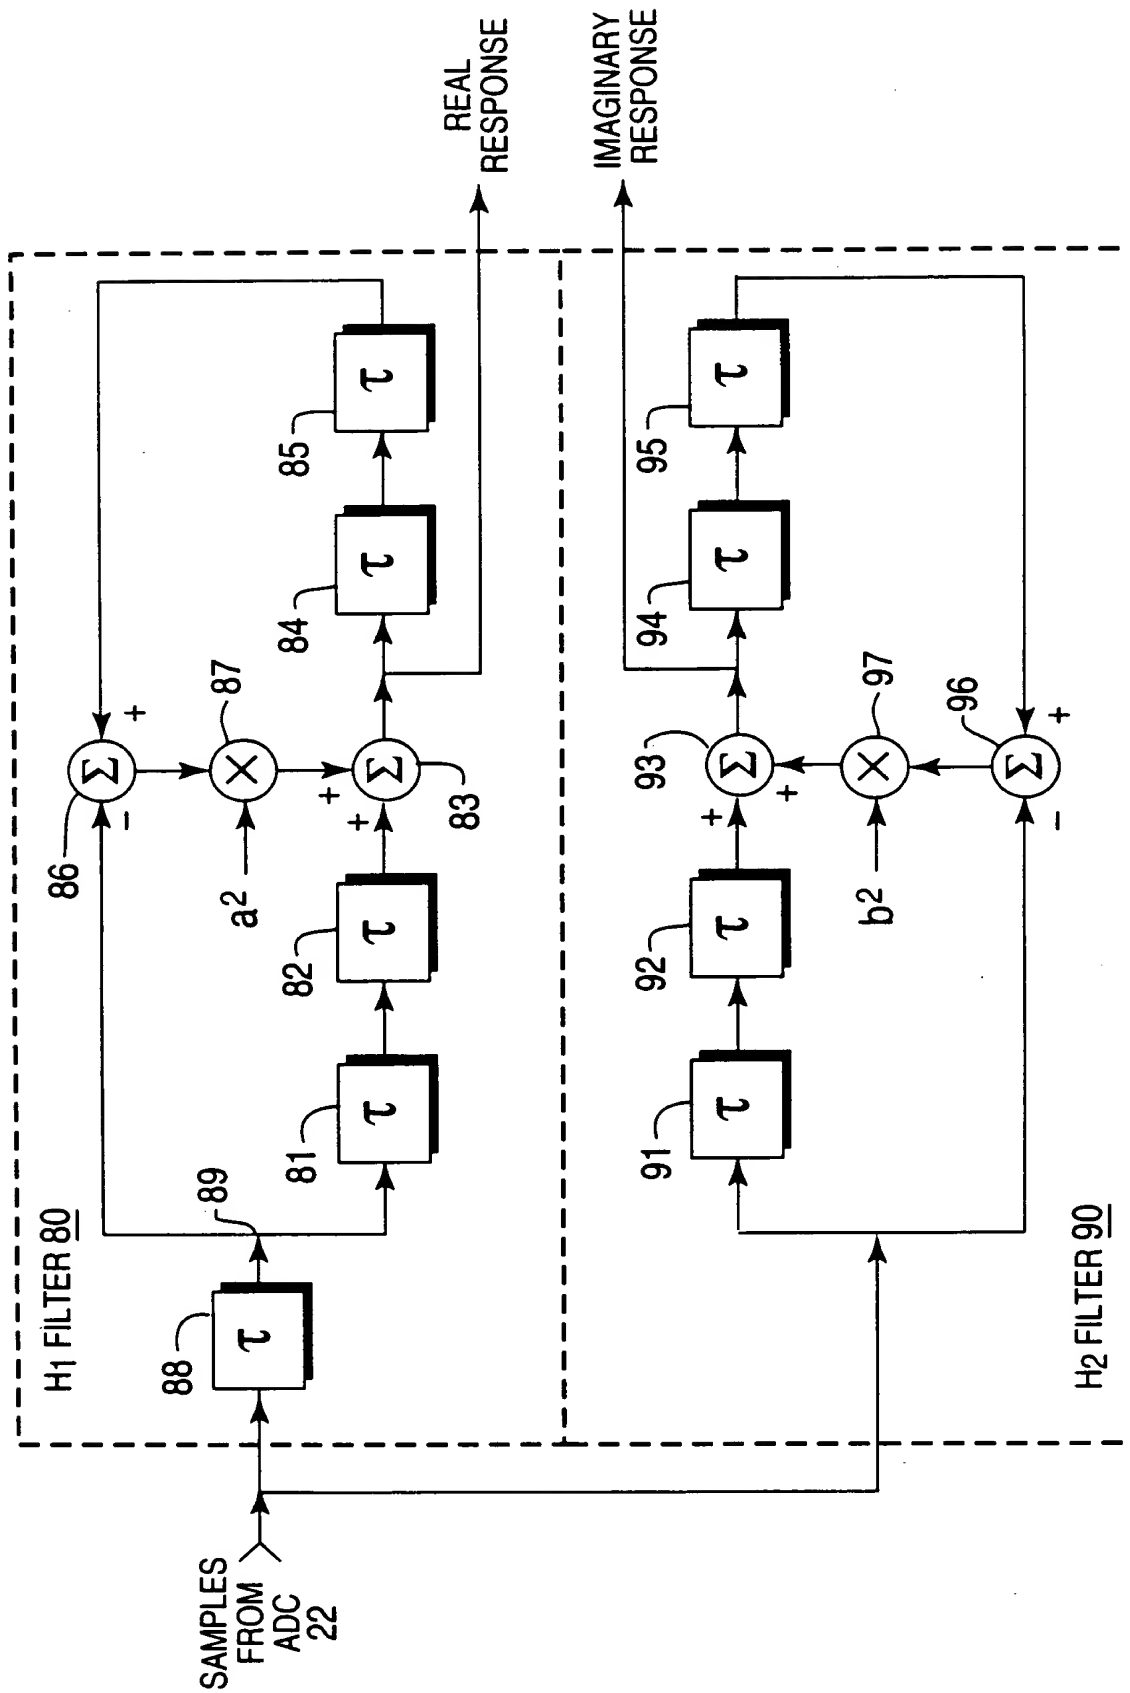 SAMPLES
FROM
ADC
22
H1 FILTER 80
88
τ
89
81
τ
82
τ
86
Σ
−
+
a²
87
X
+
+
Σ
83
84
τ
85
τ
REAL
RESPONSE
H2 FILTER 90
91
τ
92
τ
93
Σ
+
+
b²
97
X
96
Σ
−
+
94
τ
95
τ
IMAGINARY
RESPONSE